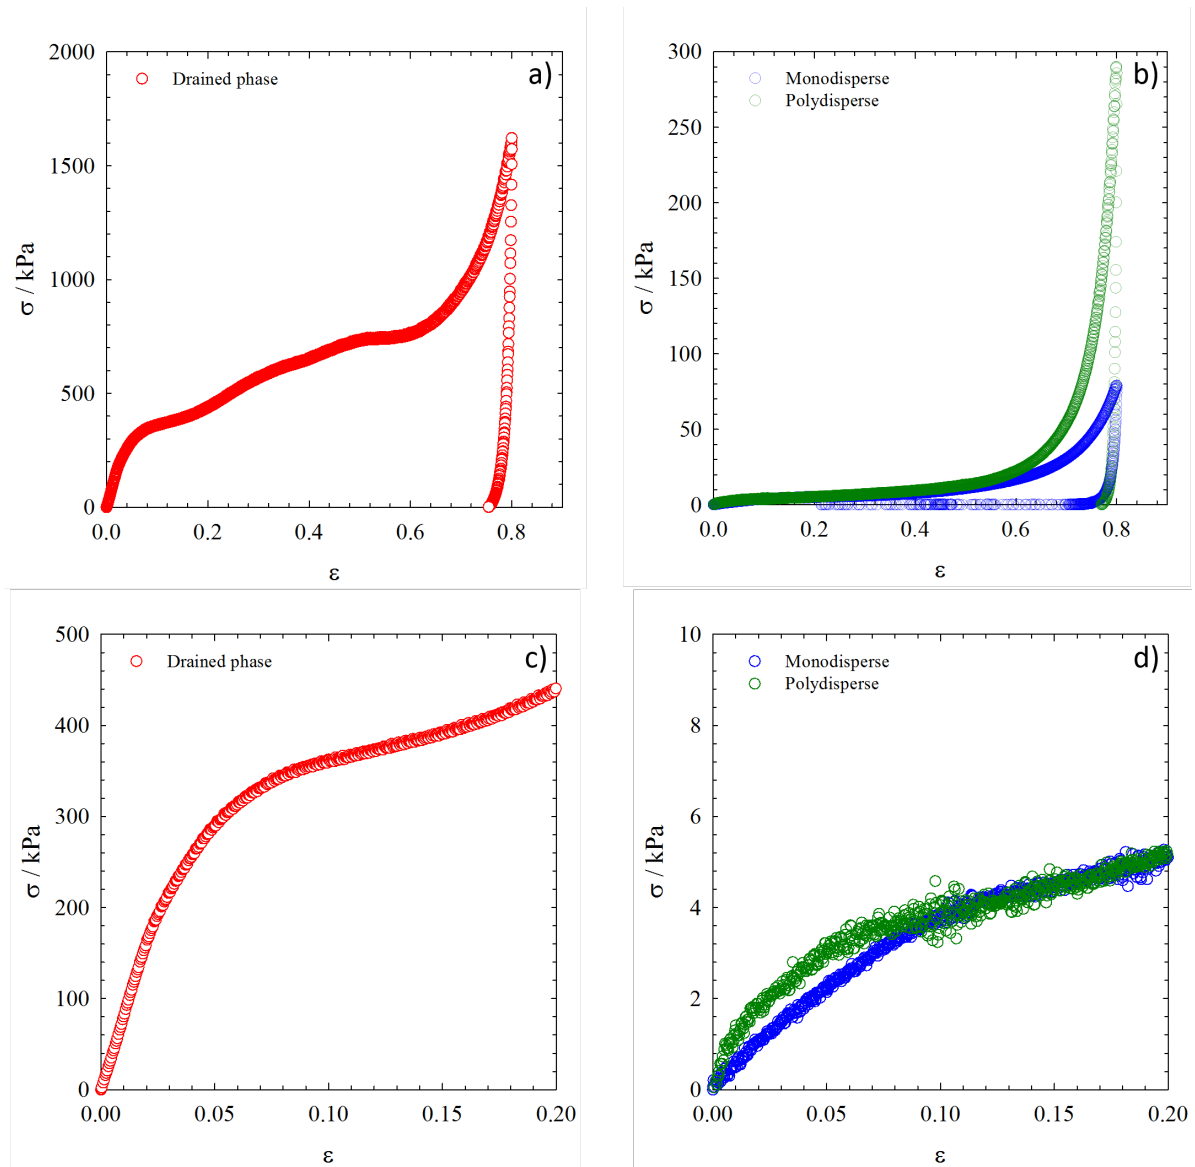 a)
Drained phase
2000
1500
1000
500
0
σ / kPa
0.0 0.2 0.4 0.6 0.8
ε
b)
Monodisperse
Polydisperse
300
250
200
150
100
50
0
σ / kPa
0.0 0.2 0.4 0.6 0.8
ε
c)
Drained phase
500
400
300
200
100
0
σ / kPa
0.00 0.05 0.10 0.15 0.20
ε
d)
Monodisperse
Polydisperse
10
8
6
4
2
0
σ / kPa
0.00 0.05 0.10 0.15 0.20
ε